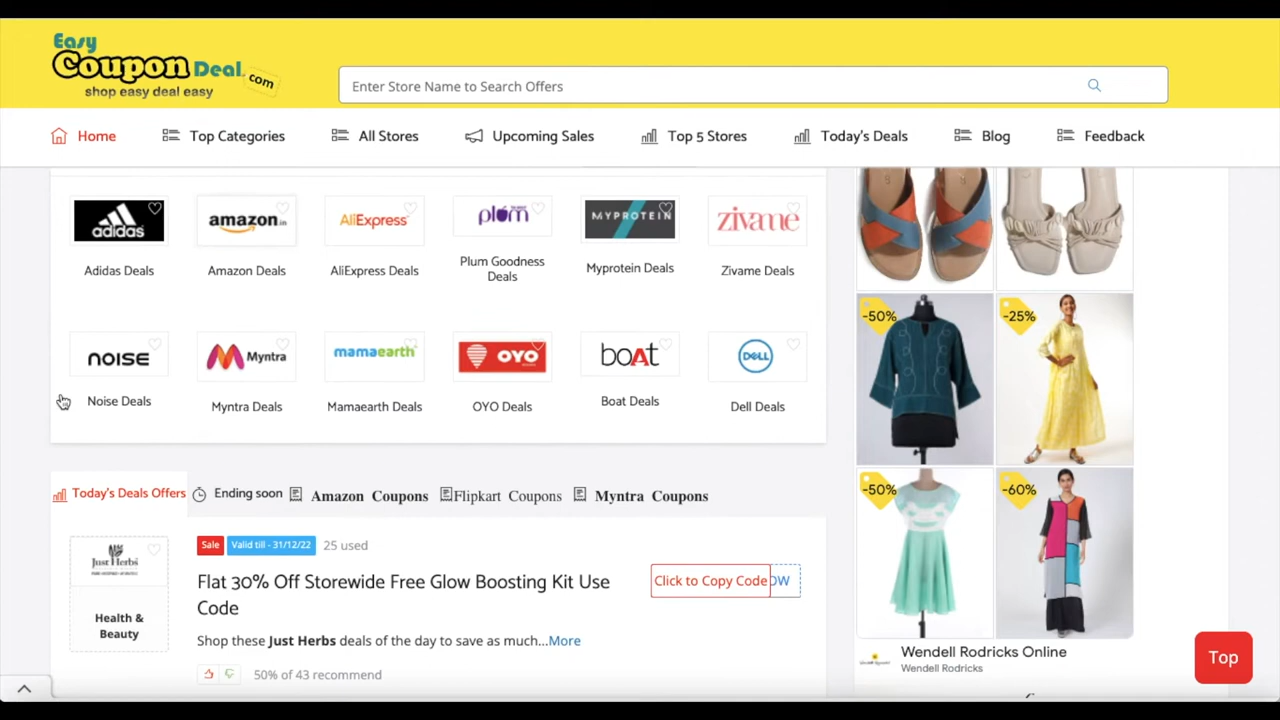 Easy
Coupon Deal.com
shop easy deal easy
Enter Store Name to Search Offers
Home
Top Categories
All Stores
Upcoming Sales
Top 5 Stores
Today's Deals
Blog
Feedback
adidas
amazon.in
AliExpress
plum
MYPROTEIN
zivame
Adidas Deals
Amazon Deals
AliExpress Deals
Plum Goodness
Deals
Myprotein Deals
Zivame Deals
NOISE
Myntra
mamaearth
OYO
boAt
DELL
Noise Deals
Myntra Deals
Mamaearth Deals
OYO Deals
Boat Deals
Dell Deals
-50%
-25%
-50%
-60%
Today's Deals Offers
Ending soon
Amazon Coupons
Flipkart Coupons
Myntra Coupons
Just Herbs
Health &
Beauty
Sale
Valid till - 31/12/22
25 used
Flat 30% Off Storewide Free Glow Boosting Kit Use
Code
Click to Copy Code
OW
Shop these Just Herbs deals of the day to save as much...More
50% of 43 recommend
Wendell Rodricks Online
Wendell Rodricks
Top